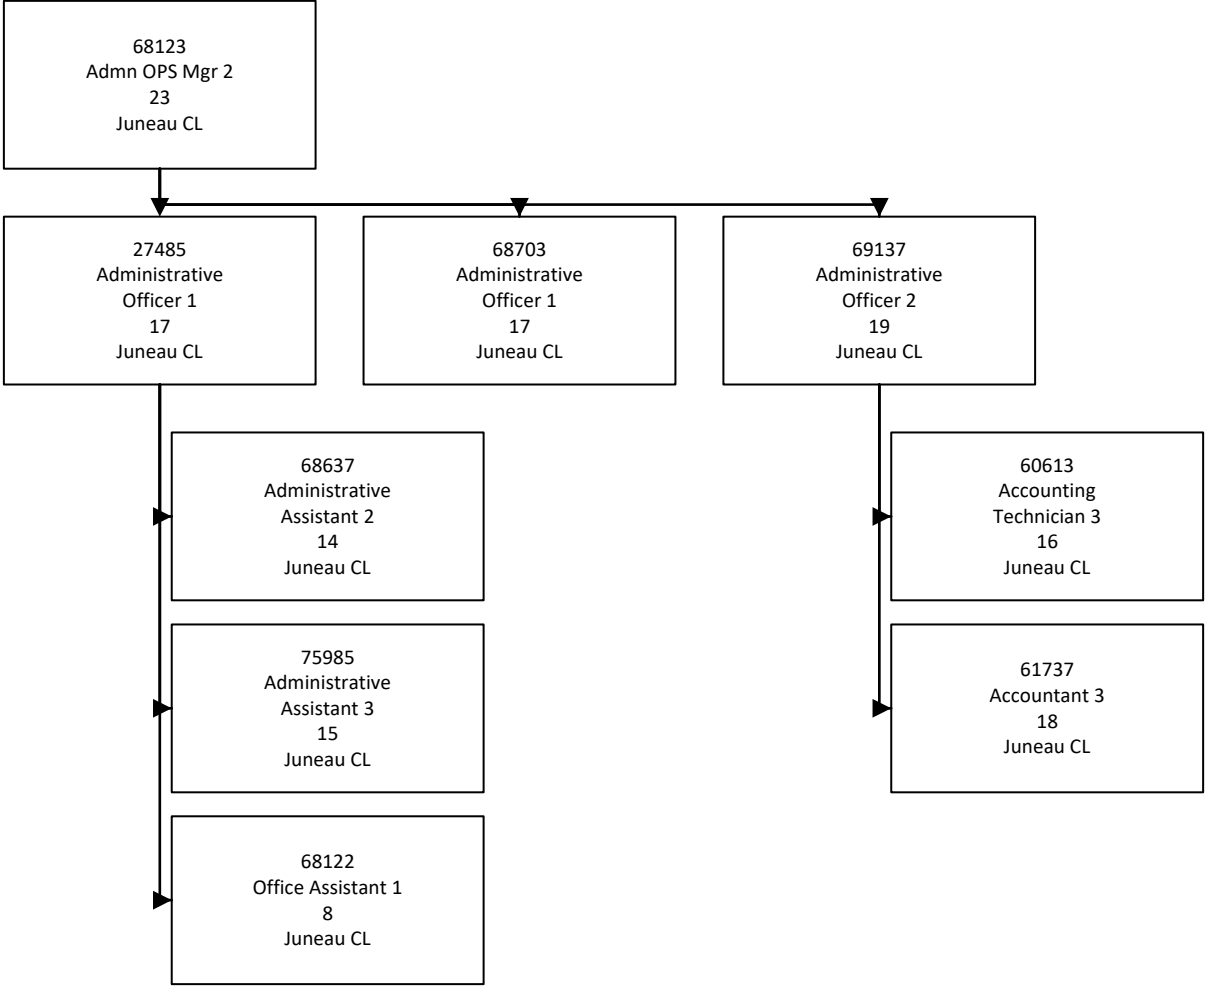 68123
Admn OPS Mgr 2
23
Juneau CL
27485
Administrative
Officer 1
17
Juneau CL
68703
Administrative
Officer 1
17
Juneau CL
69137
Administrative
Officer 2
19
Juneau CL
68637
Administrative
Assistant 2
14
Juneau CL
75985
Administrative
Assistant 3
15
Juneau CL
68122
Office Assistant 1
8
Juneau CL
60613
Accounting
Technician 3
16
Juneau CL
61737
Accountant 3
18
Juneau CL